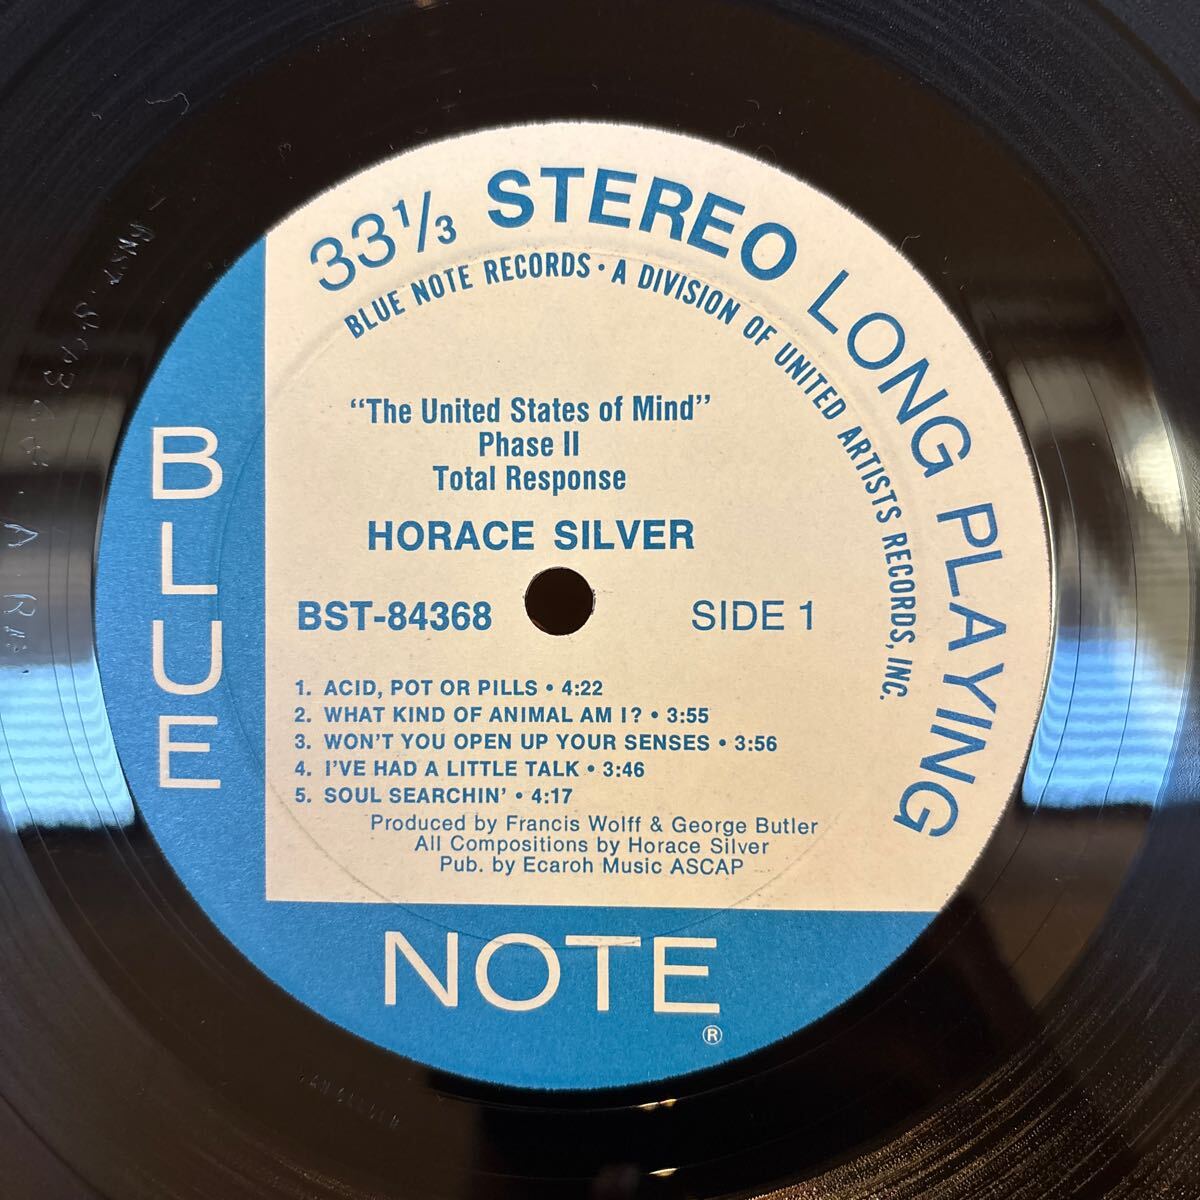 33 1/3 STEREO LONG PLAYING
BLUE NOTE RECORDS • A DIVISION OF UNITED ARTISTS RECORDS, INC.
"The United States of Mind"
Phase II
Total Response
HORACE SILVER
BST-84368
SIDE 1
1. ACID, POT OR PILLS • 4:22
2. WHAT KIND OF ANIMAL AM I? • 3:55
3. WON'T YOU OPEN UP YOUR SENSES • 3:56
4. I'VE HAD A LITTLE TALK • 3:46
5. SOUL SEARCHIN' • 4:17
Produced by Francis Wolff & George Butler
All Compositions by Horace Silver
Pub. by Ecaroh Music ASCAP
BLUE
NOTE
®